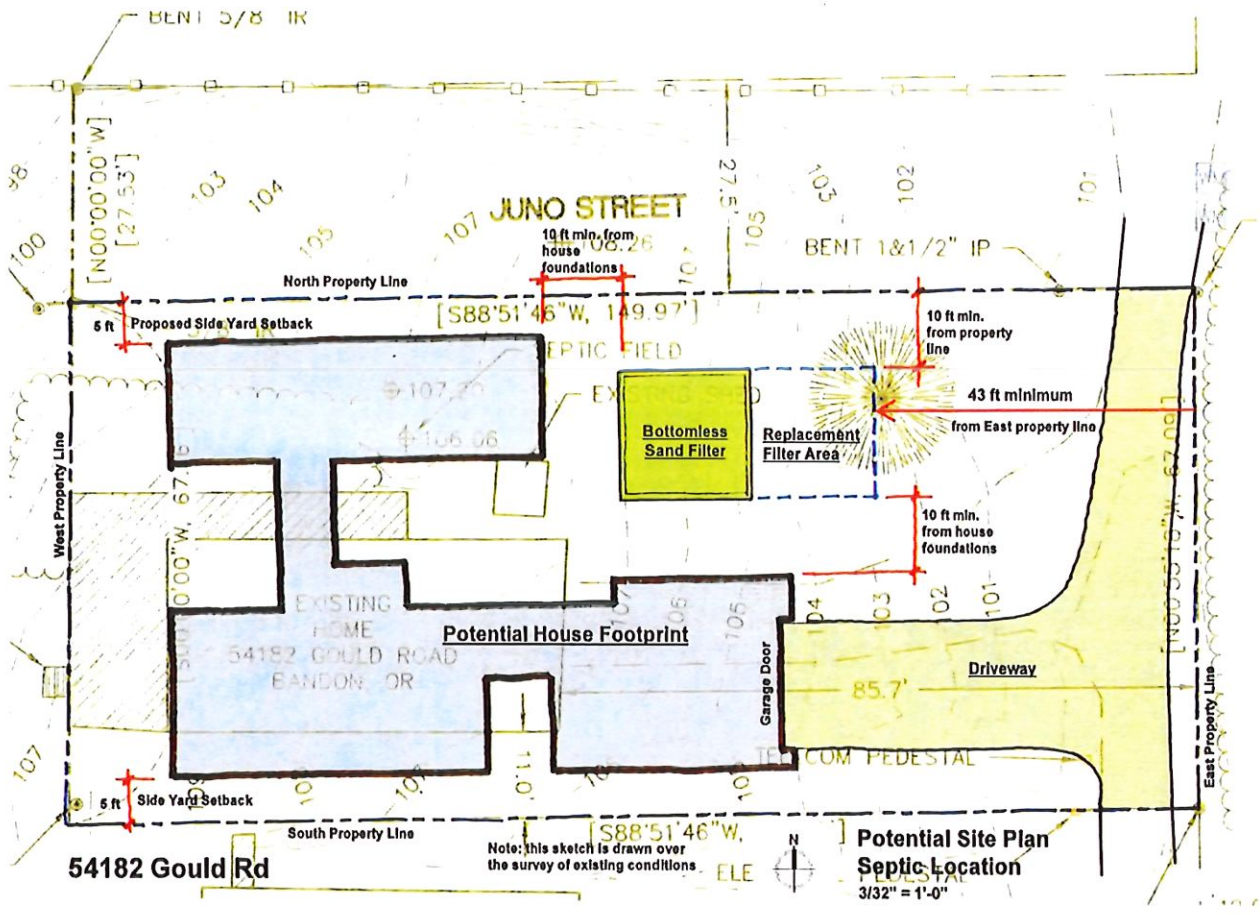 BENT 5/8" IR
[N00°00'00"W]
[27.53']
98
100
103
104
105
107
JUNO STREET
108.26
27.5'
105
103
102
101
BENT 1&1/2" IP
10 ft min. from
house
foundations
North Property Line
[S88°51'46"W, 149.97']
5 ft
Proposed Side Yard Setback
SEPTIC FIELD
107.20
106.06
10 ft min.
from property
line
43 ft minimum
from East property line
Bottomless
Sand Filter
Replacement
Filter Area
10 ft min.
from house
foundations
West Property Line
EXISTING
HOME
54182 GOULD ROAD
BANDON, OR
Potential House Footprint
107
106
105
104
103
102
101
Garage Door
Driveway
85.7'
East Property Line
TELECOM PEDESTAL
107
11.0'
5 ft
Side Yard Setback
South Property Line
[S88°51'46"W, ]
54182 Gould Rd
Note: this sketch is drawn over
the survey of existing conditions
ELE PEDESTAL
N
Potential Site Plan
Septic Location
3/32" = 1'-0"